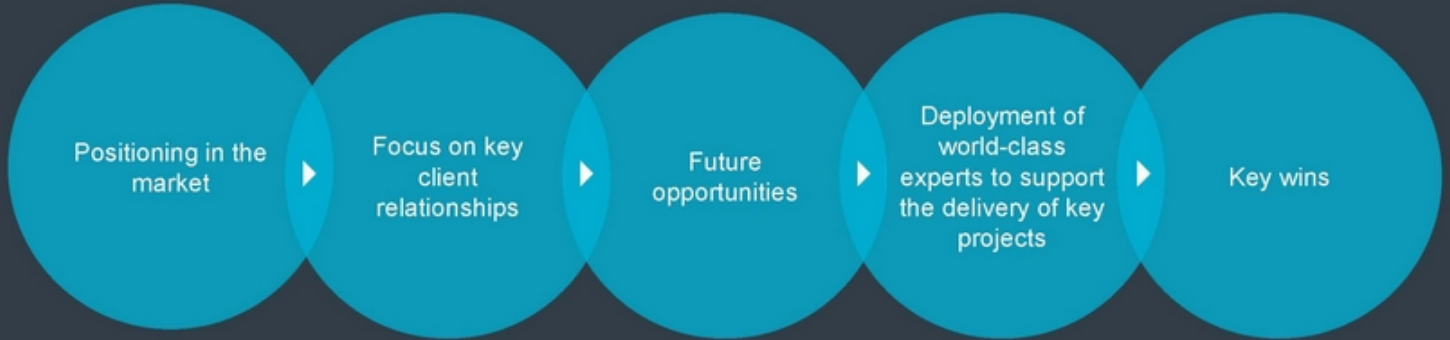 Positioning in the
market
Focus on key
client
relationships
Future
opportunities
Deployment of
world-class
experts to support
the delivery of key
projects
Key wins